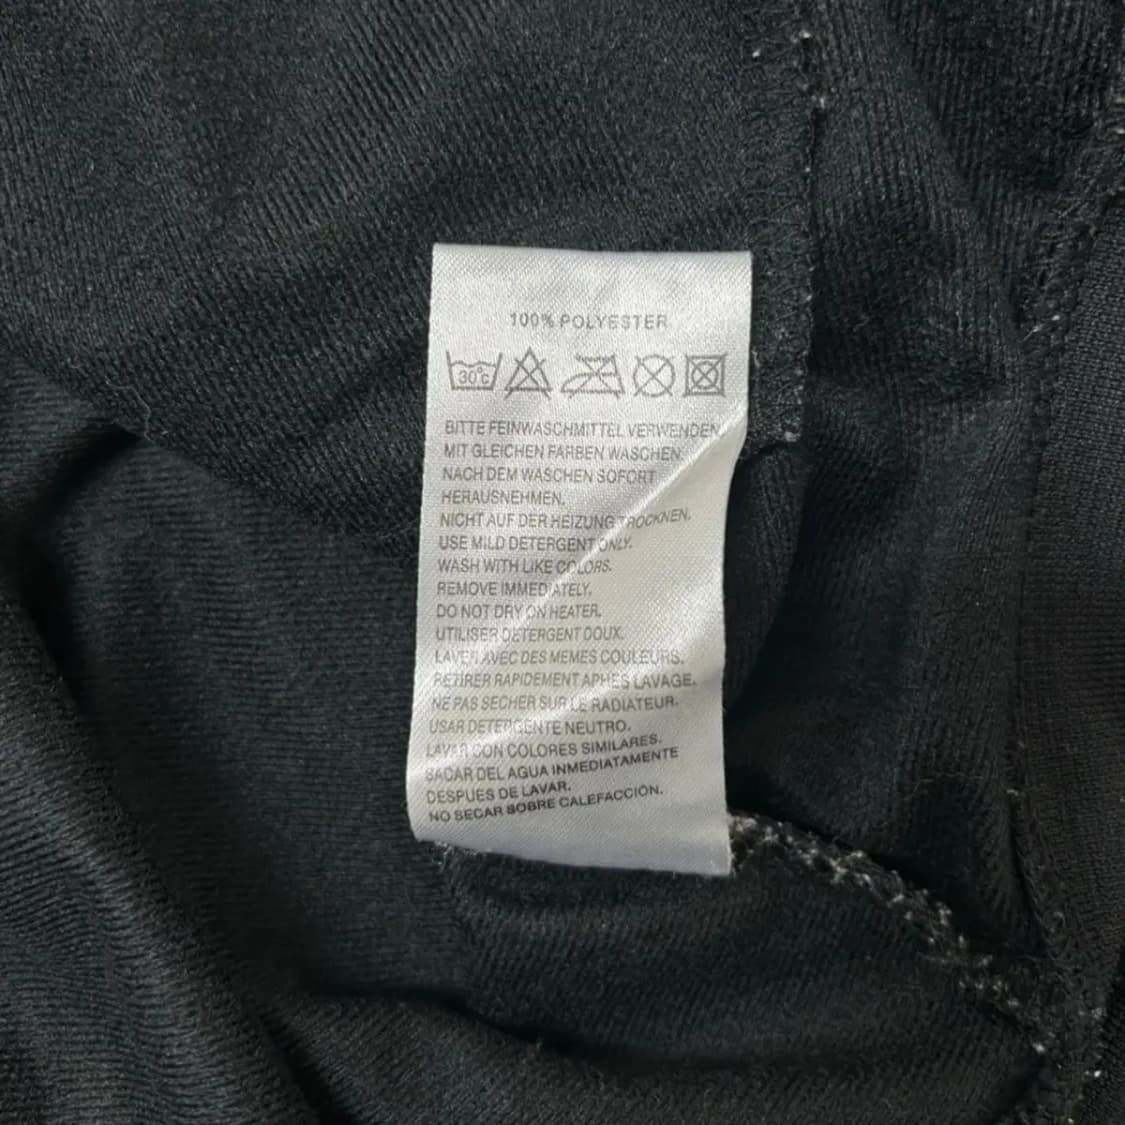 100% POLYESTER
30°C
BITTE FEINWASCHMITTEL VERWENDEN
MIT GLEICHEN FARBEN WASCHEN.
NACH DEM WASCHEN SOFORT
HERAUSNEHMEN.
NICHT AUF DER HEIZUNG TROCKNEN.
USE MILD DETERGENT ONLY.
WASH WITH LIKE COLORS.
REMOVE IMMEDIATELY.
DO NOT DRY ON HEATER.
UTILISER DETERGENT DOUX.
LAVER AVEC DES MEMES COULEURS.
RETIRER RAPIDEMENT APHES LAVAGE.
NE PAS SECHER SUR LE RADIATEUR.
USAR DETERGENTE NEUTRO.
LAVAR CON COLORES SIMILARES.
SACAR DEL AGUA INMEDIATAMENTE
DESPUES DE LAVAR.
NO SECAR SOBRE CALEFACCIÓN.